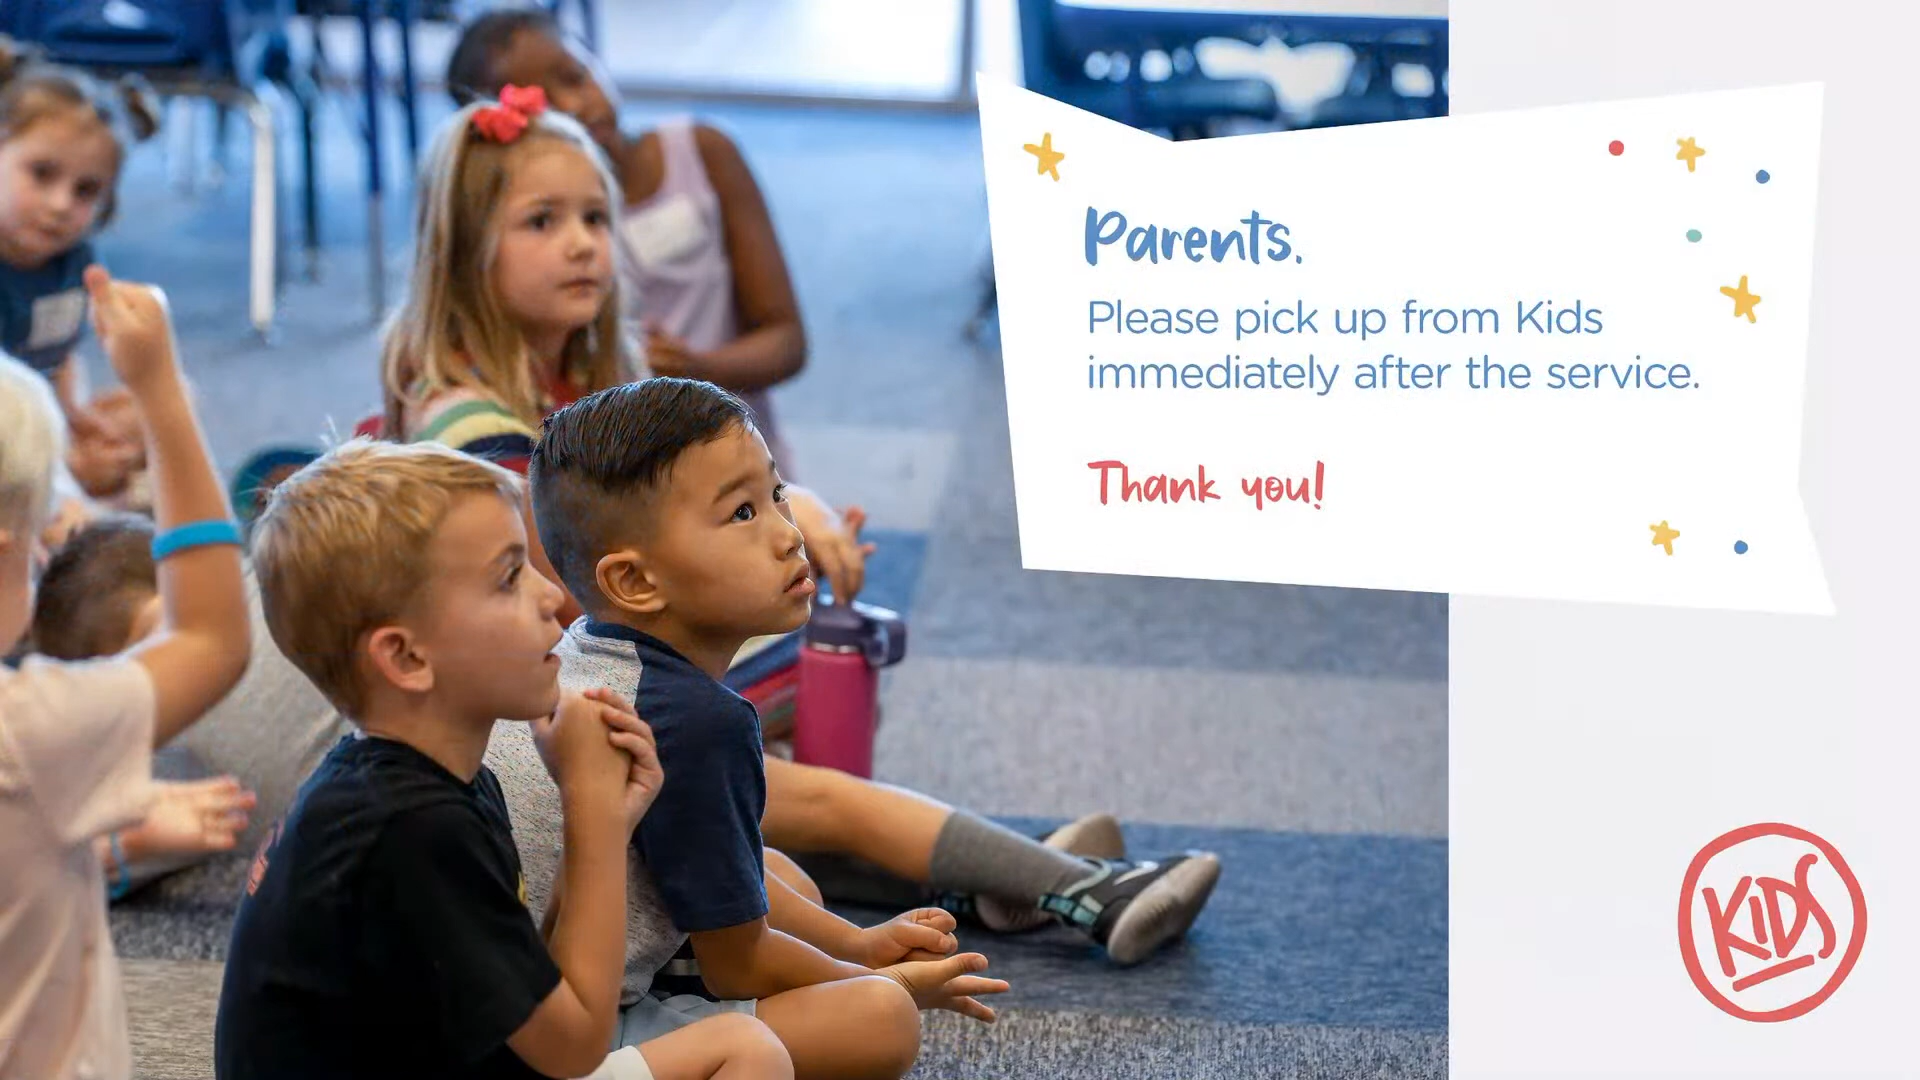 Parents,
Please pick up from Kids
immediately after the service.
Thank you!
KIDS